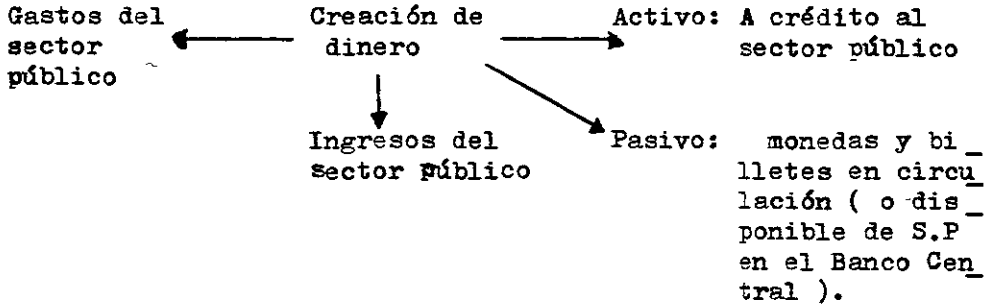 Gastos del
sector
público
Creación de
dinero
Activo: A crédito al
sector público
Ingresos del
sector público
Pasivo: monedas y bi_
lletes en circu_
lación ( o dis_
ponible de S.P
en el Banco Cen_
tral ).